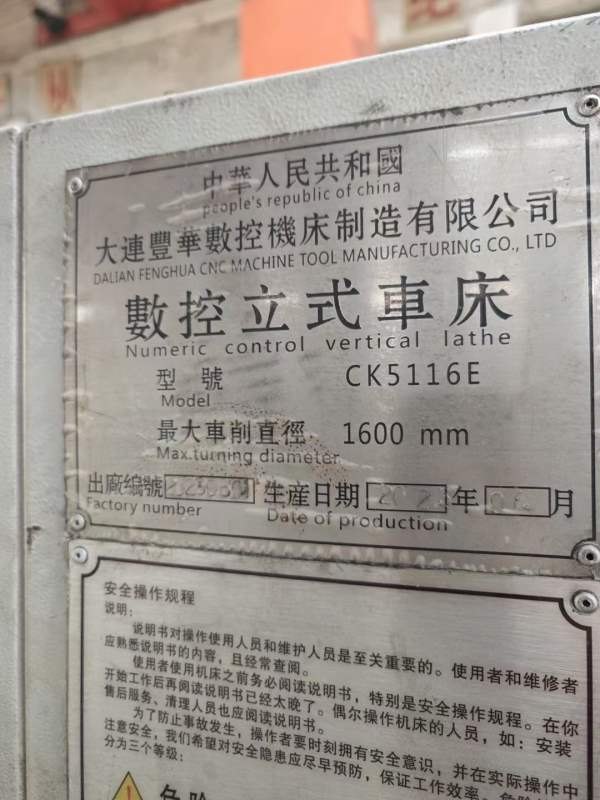 中華人民共和國
people's republic of china
大連豐華數控機床制造有限公司
DALIAN FENGHUA CNC MACHINE TOOL MANUFACTURING CO., LTD
數控立式車床
Numeric control vertical lathe
型號 CK5116E
Model
最大車削直徑 1600 mm
Max.turning diameter
出廠編號 生産日期 年 月
Factory number Date of production
安全操作规程
说明：
说明书对操作使用人员和维护人员是至关重要的。使用者和维修者
应熟悉说明书的内容，且经常查阅。
使用者使用机床之前务必阅读说明书，特别是安全操作规程。在你
开始工作后再阅读说明书已经太晚了。偶尔操作机床的人员，如：安装
售后服务、清理人员也应阅读说明书。
为了防止事故发生，操作者要时刻拥有安全意识，并在实际操作中
注意安全，我们希望对安全隐患应尽早预防，保证工作效率。危险
分为三个等级：
危险